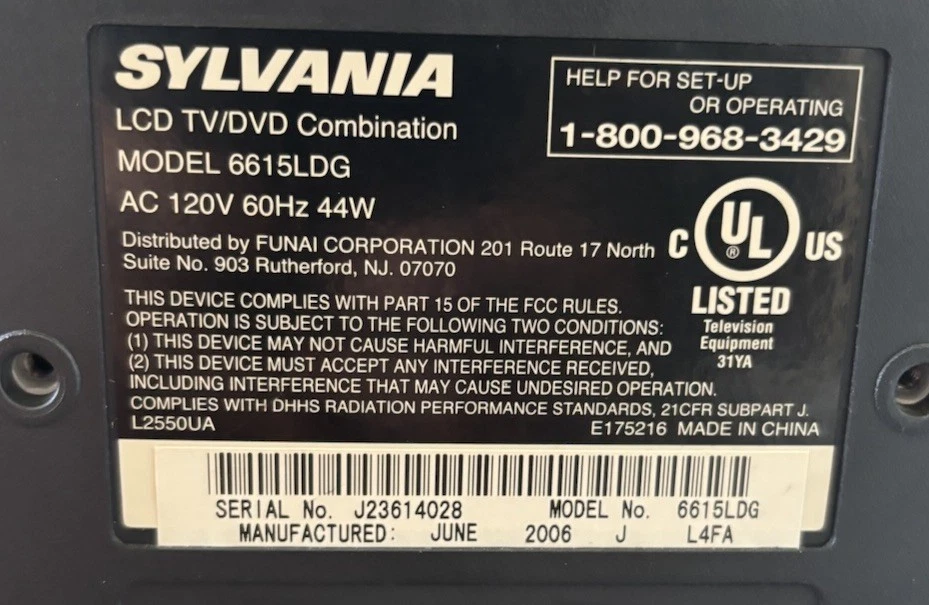 SYLVANIA
LCD TV/DVD Combination
MODEL 6615LDG
AC 120V 60Hz 44W
HELP FOR SET-UP
OR OPERATING
1-800-968-3429
Distributed by FUNAI CORPORATION 201 Route 17 North
Suite No. 903 Rutherford, NJ. 07070
C UL ® US
LISTED
Television
Equipment
31YA
THIS DEVICE COMPLIES WITH PART 15 OF THE FCC RULES.
OPERATION IS SUBJECT TO THE FOLLOWING TWO CONDITIONS:
(1) THIS DEVICE MAY NOT CAUSE HARMFUL INTERFERENCE, AND
(2) THIS DEVICE MUST ACCEPT ANY INTERFERENCE RECEIVED,
INCLUDING INTERFERENCE THAT MAY CAUSE UNDESIRED OPERATION.
COMPLIES WITH DHHS RADIATION PERFORMANCE STANDARDS, 21CFR SUBPART J.
L2550UA E175216 MADE IN CHINA
SERIAL No. J23614028 MODEL No. 6615LDG
MANUFACTURED: JUNE 2006 J L4FA